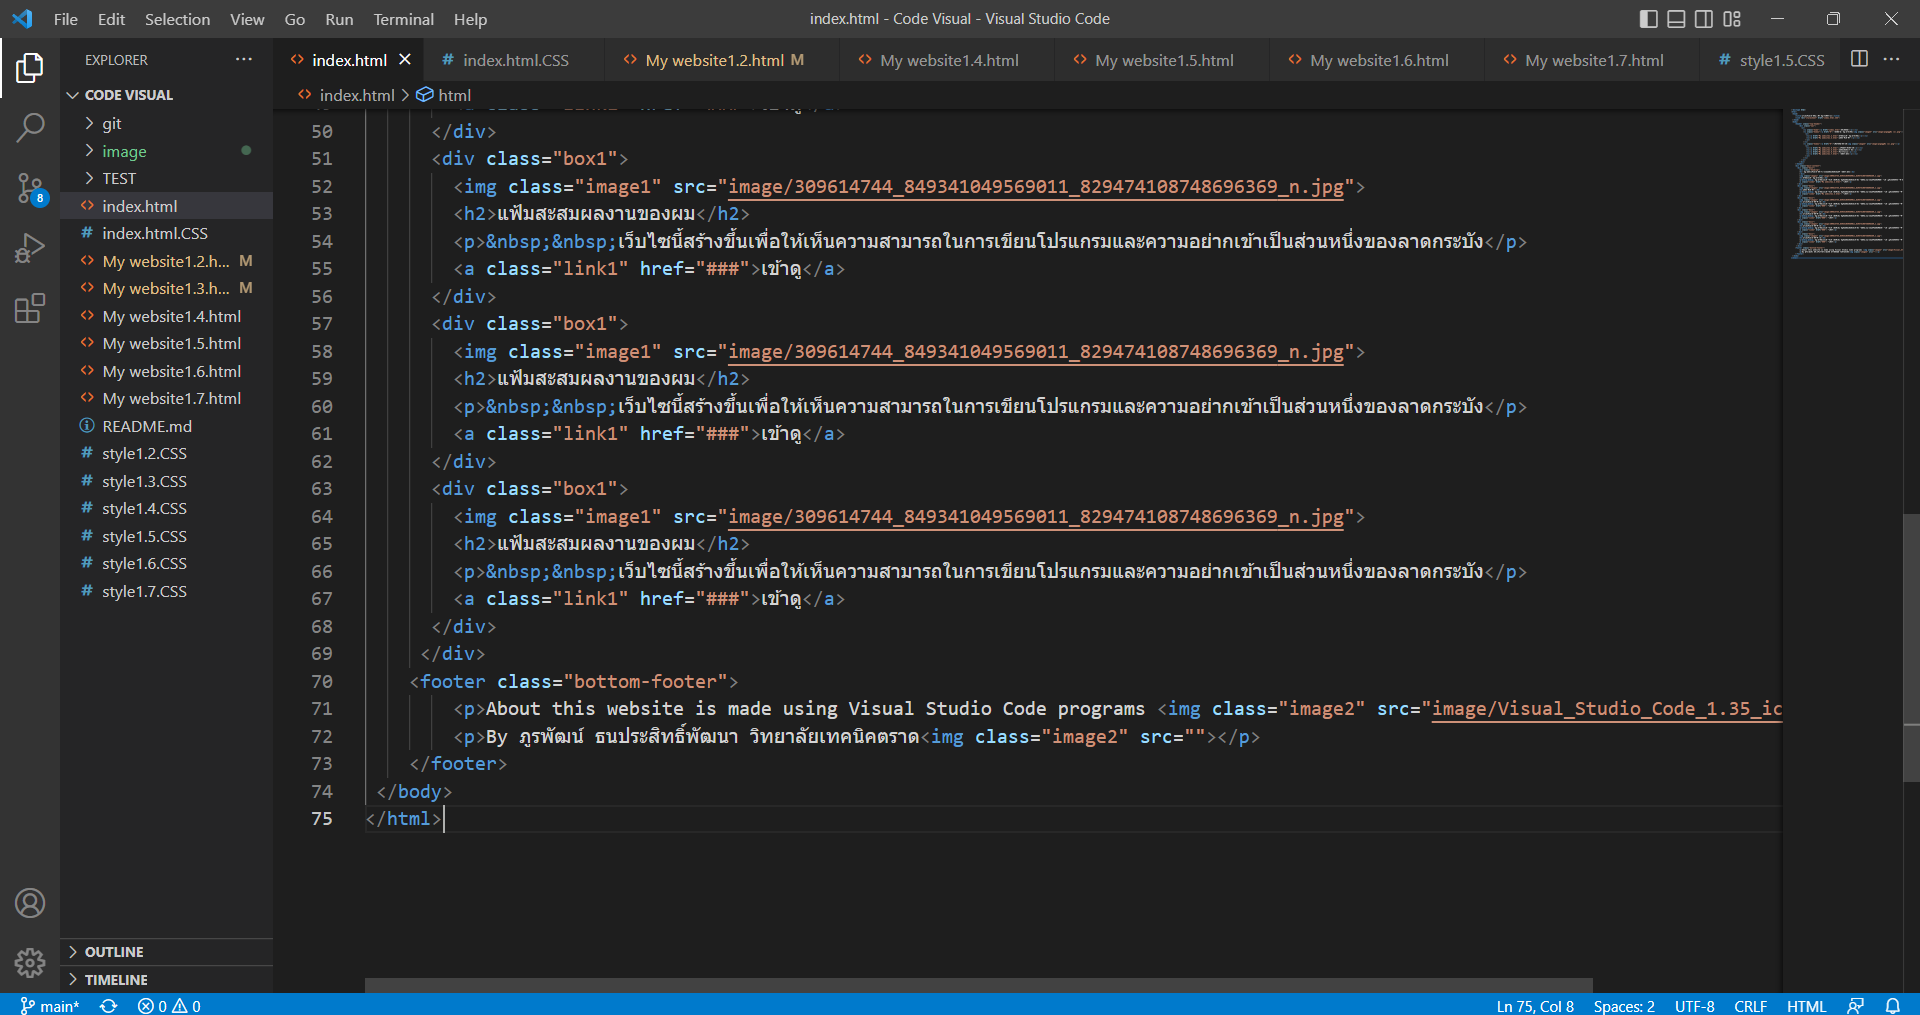 File Edit Selection View Go Run Terminal Help
index.html - Code Visual - Visual Studio Code
EXPLORER
index.html
# index.html.CSS
My website1.2.html M
My website1.4.html
My website1.5.html
My website1.6.html
My website1.7.html
# style1.5.CSS
index.html > html
CODE VISUAL
git
image
TEST
index.html
# index.html.CSS
My website1.2.h... M
My website1.3.h... M
My website1.4.html
My website1.5.html
My website1.6.html
My website1.7.html
README.md
# style1.2.CSS
# style1.3.CSS
# style1.4.CSS
# style1.5.CSS
# style1.6.CSS
# style1.7.CSS
8
OUTLINE
TIMELINE
50 </div>
51 <div class="box1">
52 <img class="image1" src="image/309614744_849341049569011_829474108748696369_n.jpg">
53 <h2>แฟ้มสะสมผลงานของผม</h2>
54 <p>&nbsp;&nbsp;เว็บไซนี้สร้างขึ้นเพื่อให้เห็นความสามารถในการเขียนโปรแกรมและความอย่ากเข้าเป็นส่วนหนึ่งของลาดกระบัง</p>
55 <a class="link1" href="###">เข้าดู</a>
56 </div>
57 <div class="box1">
58 <img class="image1" src="image/309614744_849341049569011_829474108748696369_n.jpg">
59 <h2>แฟ้มสะสมผลงานของผม</h2>
60 <p>&nbsp;&nbsp;เว็บไซนี้สร้างขึ้นเพื่อให้เห็นความสามารถในการเขียนโปรแกรมและความอย่ากเข้าเป็นส่วนหนึ่งของลาดกระบัง</p>
61 <a class="link1" href="###">เข้าดู</a>
62 </div>
63 <div class="box1">
64 <img class="image1" src="image/309614744_849341049569011_829474108748696369_n.jpg">
65 <h2>แฟ้มสะสมผลงานของผม</h2>
66 <p>&nbsp;&nbsp;เว็บไซนี้สร้างขึ้นเพื่อให้เห็นความสามารถในการเขียนโปรแกรมและความอย่ากเข้าเป็นส่วนหนึ่งของลาดกระบัง</p>
67 <a class="link1" href="###">เข้าดู</a>
68 </div>
69 </div>
70 <footer class="bottom-footer">
71 <p>About this website is made using Visual Studio Code programs <img class="image2" src="image/Visual_Studio_Code_1.35_ic
72 <p>By ภูรพัฒน์ ธนประสิทธิ์พัฒนา วิทยาลัยเทคนิคตราด<img class="image2" src=""></p>
73 </footer>
74 </body>
75 </html>
main* 0 0
Ln 75, Col 8 Spaces: 2 UTF-8 CRLF HTML